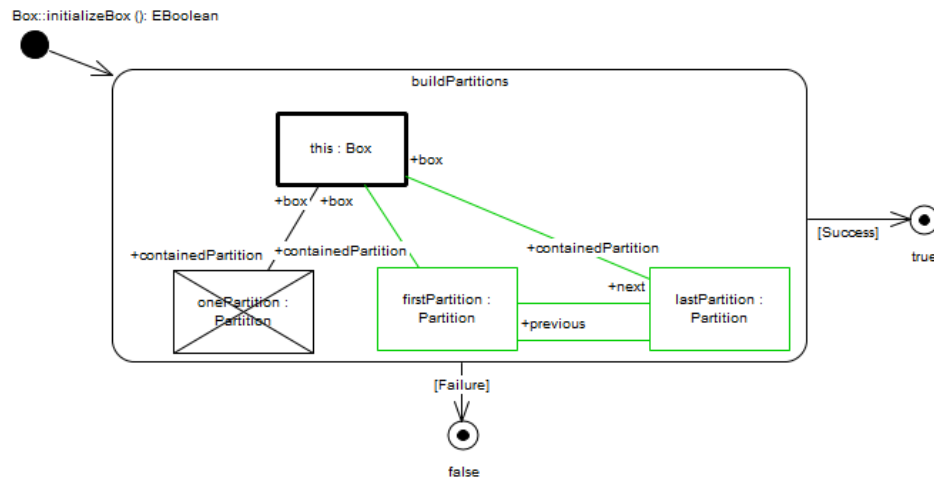 Box::initializeBox (): EBoolean
buildPartitions
this : Box
+box
+box
+box
+containedPartition
+containedPartition
+containedPartition
[Success]
true
onePartition :
Partition
firstPartition :
Partition
+next
+previous
lastPartition :
Partition
[Failure]
false